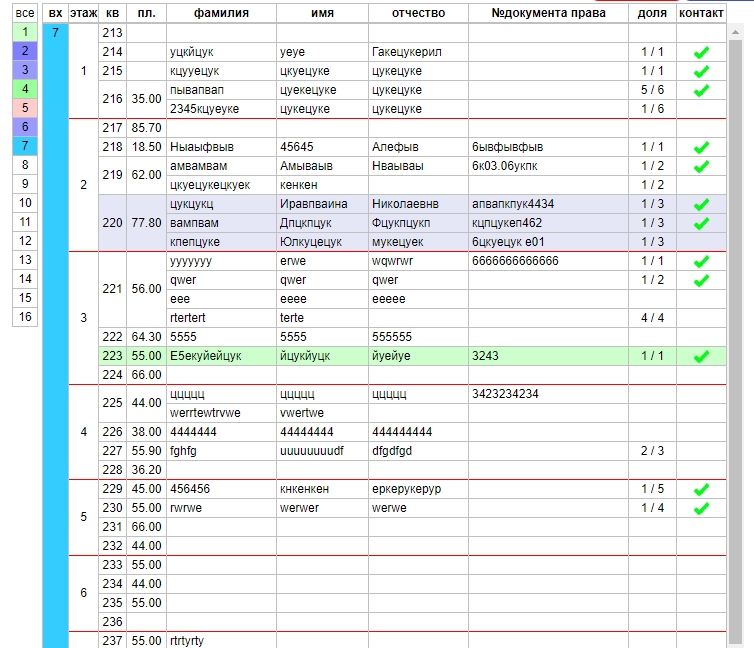 все вх этаж кв пл. фамилия имя отчество №документа права доля контакт
1 7 213
2 214 уцкйцук уеуе Гакецукерил 1 / 1
3 1 215 кцууецук цкуецуке цукецуке 1 / 1
4 216 35.00 пывапвап цуекецуке цукецуке 5 / 6
5 2345кцуеуке цукецуке цукецуке 1 / 6
6 217 85.70
7 218 18.50 Ныаыфвыв 45645 Алефыв 6ывфывфыв 1 / 1
8 2 219 62.00 амвамвам Амываыв Нваываы 6к03.06укпк 1 / 2
9 цкуецукецкуек кенкен 1 / 2
10 220 77.80 цукцукц Иравпваина Николаевнв апвапкпук4434 1 / 3
11 вампвам Дпцкпцук Фцукпцукп кцпцукеп462 1 / 3
12 кпепцуке Юлкуцецук мукецуек 6цкуецук е01 1 / 3
13 221 56.00 ууууууу erwe wqwrwr 6666666666666 1 / 1
14 qwer qwer qwer 1 / 2
15 еее еееe еееее
16 3 rtertert terte 4 / 4
222 64.30 5555 5555 555555
223 55.00 Е5екуйейцук йцукйуцк йуейуе 3243 1 / 1
224 66.00
4 225 44.00 ццццц ццццц ццццц 3423234234
werrtewtrvwe vwertwe
226 38.00 4444444 44444444 444444444
227 55.90 fghfg uuuuuuuudf dfgdfgd 2 / 3
228 36.20
5 229 45.00 456456 кнкенкен еркерукерур 1 / 5
230 55.00 rwrwe werwer werwe 1 / 4
231 66.00
232 44.00
6 233 55.00
234 44.00
235 55.00
236
237 55.00 rtrtyrty